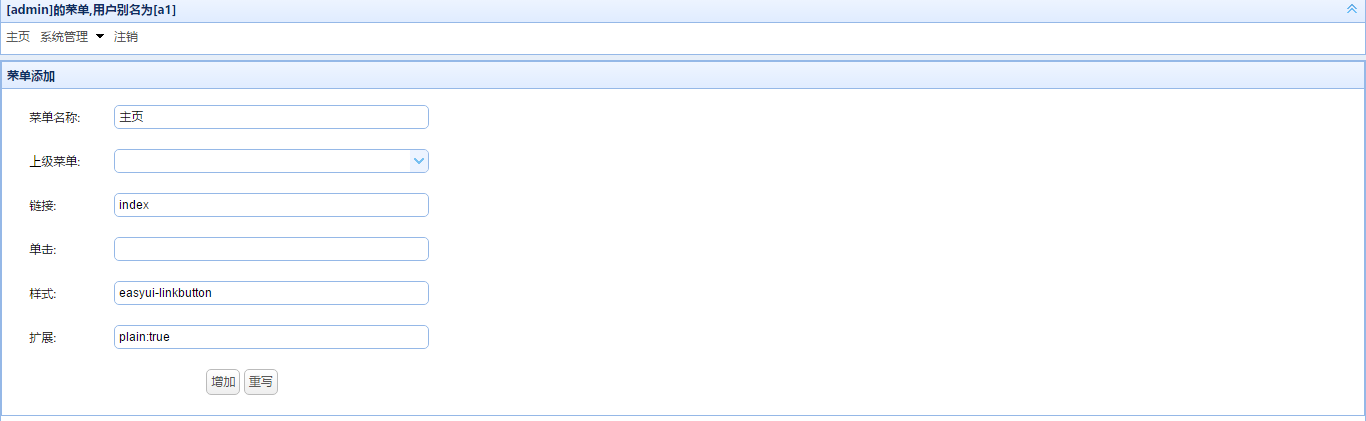 [admin]的菜单,用户别名为[a1]
主页 系统管理 注销
菜单添加
菜单名称: 主页
上级菜单:
链接: index
单击:
样式: easyui-linkbutton
扩展: plain:true
增加 重写